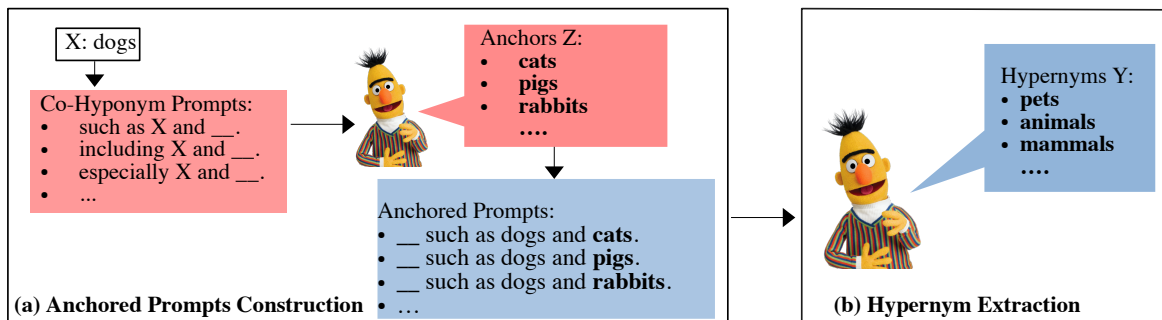 X: dogs
Co-Hyponym Prompts:
• such as X and __.
• including X and __.
• especially X and __.
• ...
Anchors Z:
• cats
• pigs
• rabbits
....
Anchored Prompts:
• __ such as dogs and cats.
• __ such as dogs and pigs.
• __ such as dogs and rabbits.
• ...
(a) Anchored Prompts Construction
Hypernyms Y:
• pets
• animals
• mammals
....
(b) Hypernym Extraction